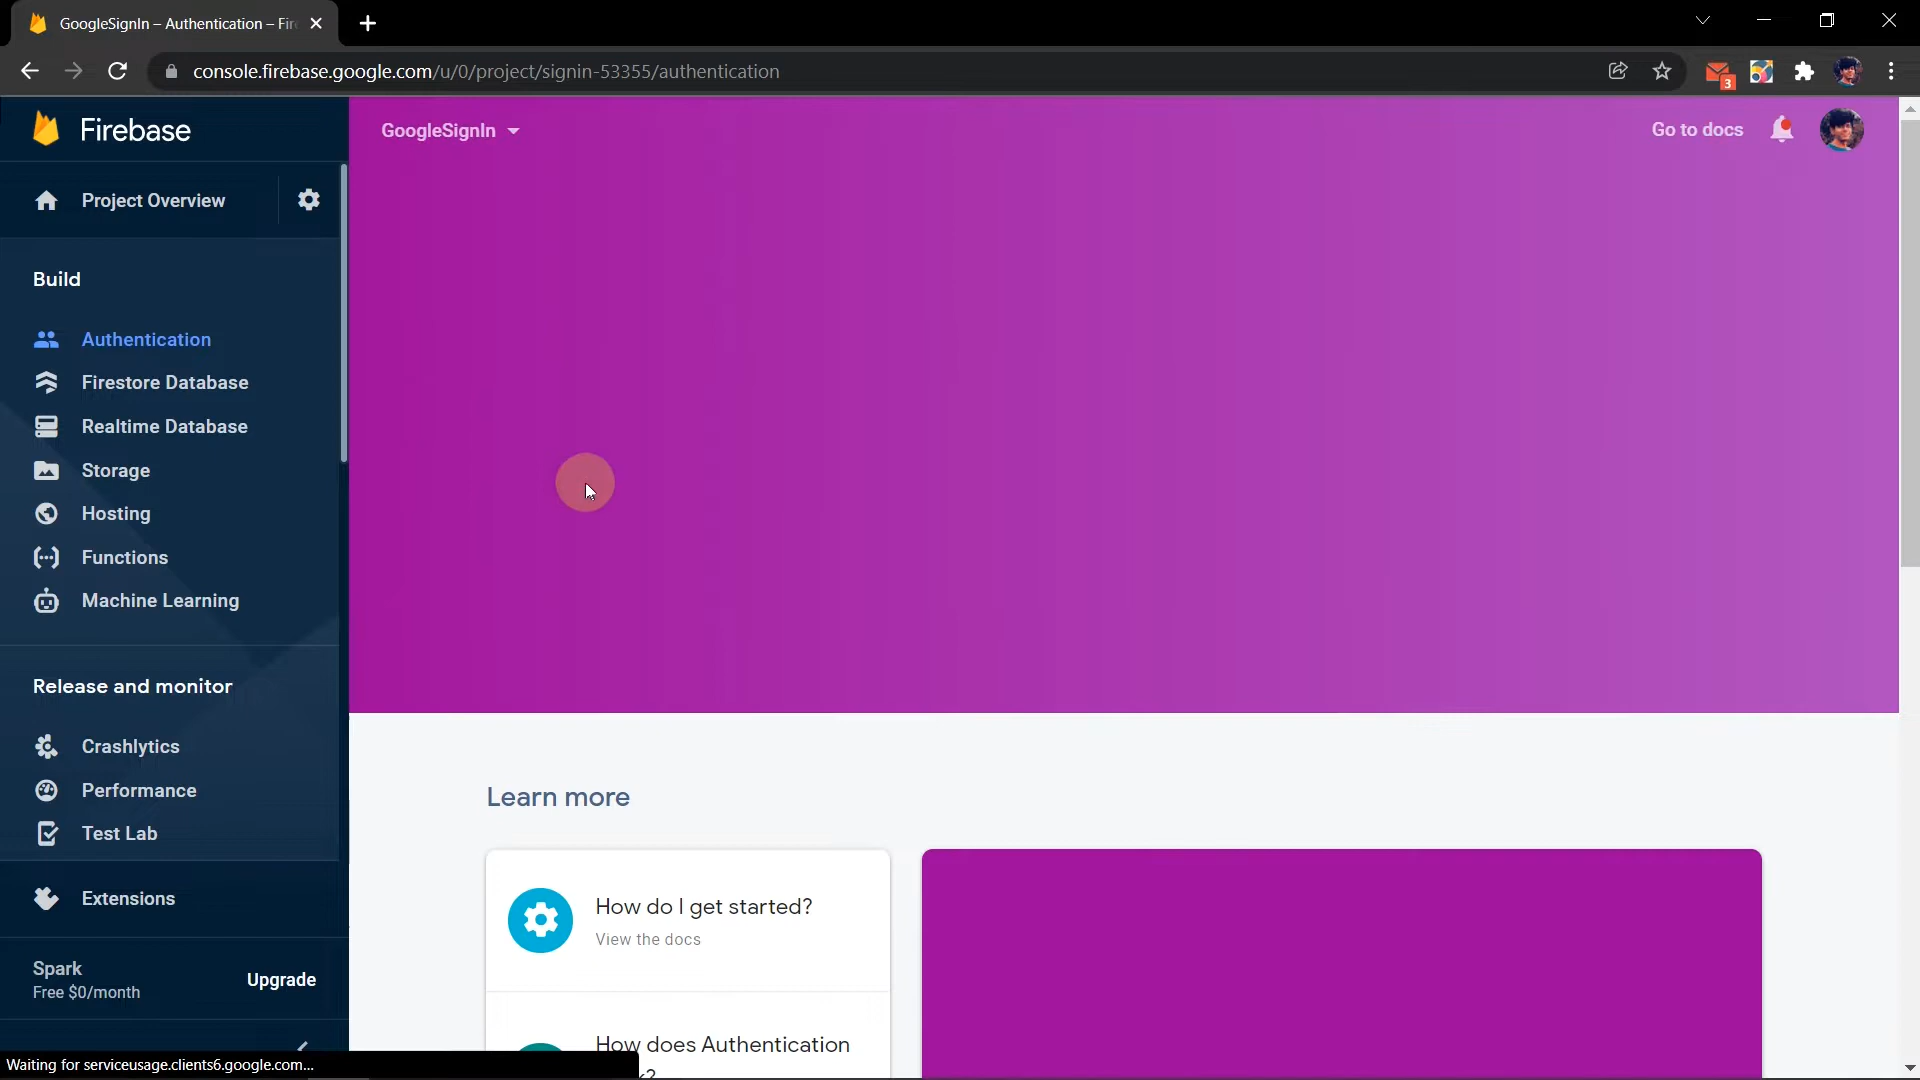 GoogleSignIn – Authentication – Fir
console.firebase.google.com/u/0/project/signin-53355/authentication
3
Firebase
GoogleSignIn
Go to docs
Project Overview
Build
Authentication
Firestore Database
Realtime Database
Storage
Hosting
Functions
Machine Learning
Release and monitor
Crashlytics
Performance
Test Lab
Extensions
Spark
Free $0/month
Upgrade
Learn more
How do I get started?
View the docs
How does Authentication
k?
Waiting for serviceusage.clients6.google.com...